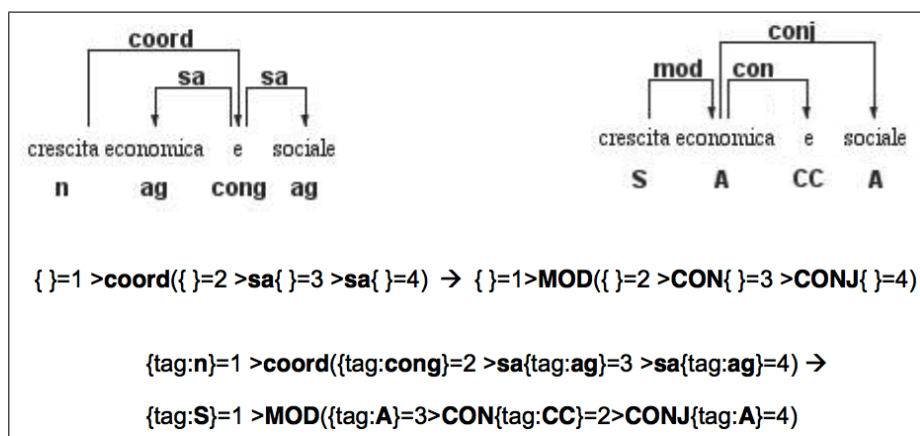 coord
conj
sa sa
mod con
crescita economica e sociale
crescita economica e sociale
n ag cong ag
S A CC A
{ }=1 >coord({ }=2 >sa{ }=3 >sa{ }=4) → { }=1>MOD({ }=2 >CON{ }=3 >CONJ{ }=4)
{tag:n}=1 >coord({tag:cong}=2 >sa{tag:ag}=3 >sa{tag:ag}=4) →
{tag:S}=1 >MOD({tag:A}=3>CON{tag:CC}=2>CONJ{tag:A}=4)